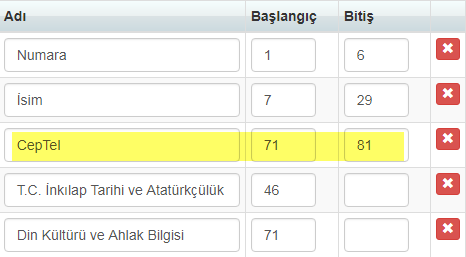 Adı Başlangıç Bitiş
Numara 1 6
İsim 7 29
CepTel 71 81
T.C. İnkılap Tarihi ve Atatürkçülük 46
Din Kültürü ve Ahlak Bilgisi 71